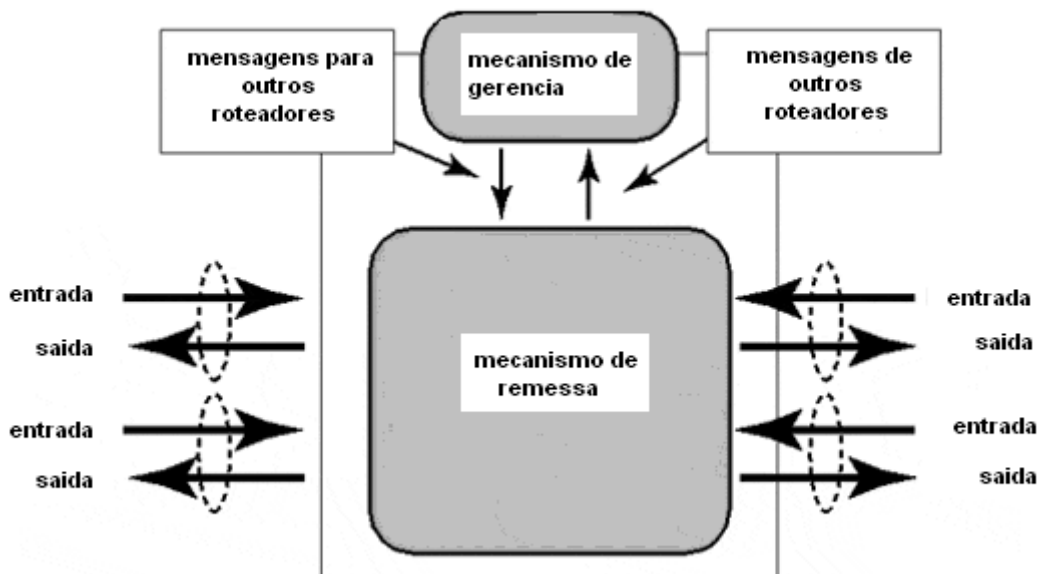 mensagens para
outros
roteadores
mecanismo de
gerencia
mensagens de
outros
roteadores
entrada
saida
entrada
saida
mecanismo de
remessa
entrada
saida
entrada
saida